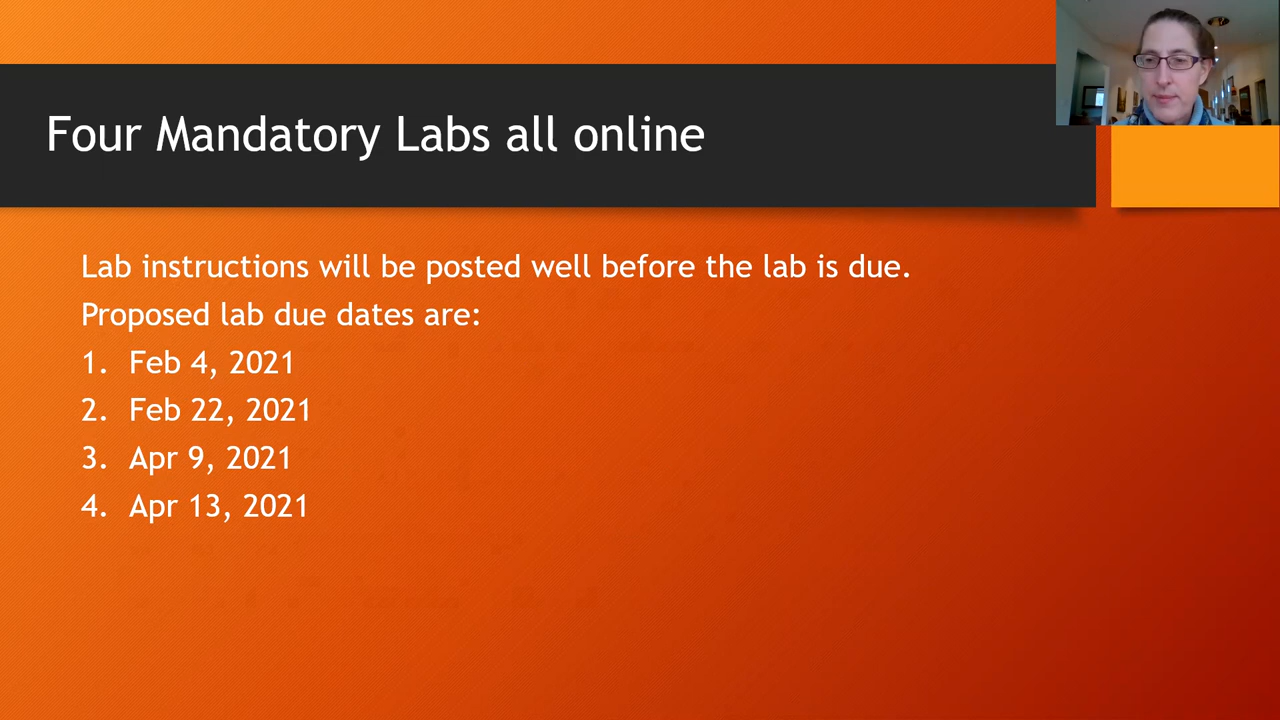 Four Mandatory Labs all online
Lab instructions will be posted well before the lab is due.
Proposed lab due dates are:
1. Feb 4, 2021
2. Feb 22, 2021
3. Apr 9, 2021
4. Apr 13, 2021